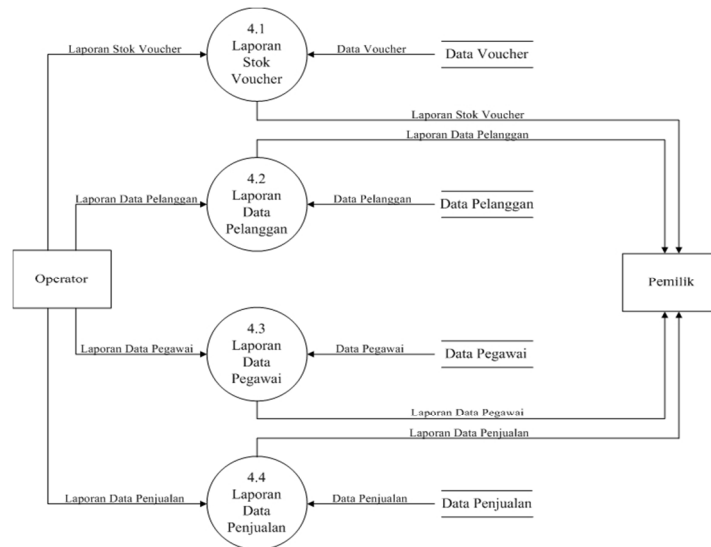 4.1
Laporan
Stok
Voucher
Laporan Stok Voucher
Data Voucher
Data Voucher
Laporan Stok Voucher
Laporan Data Pelanggan
4.2
Laporan
Data
Pelanggan
Laporan Data Pelanggan
Data Pelanggan
Data Pelanggan
Operator
Pemilik
4.3
Laporan
Data
Pegawai
Laporan Data Pegawai
Data Pegawai
Data Pegawai
Laporan Data Pegawai
Laporan Data Penjualan
4.4
Laporan
Data
Penjualan
Laporan Data Penjualan
Data Penjualan
Data Penjualan